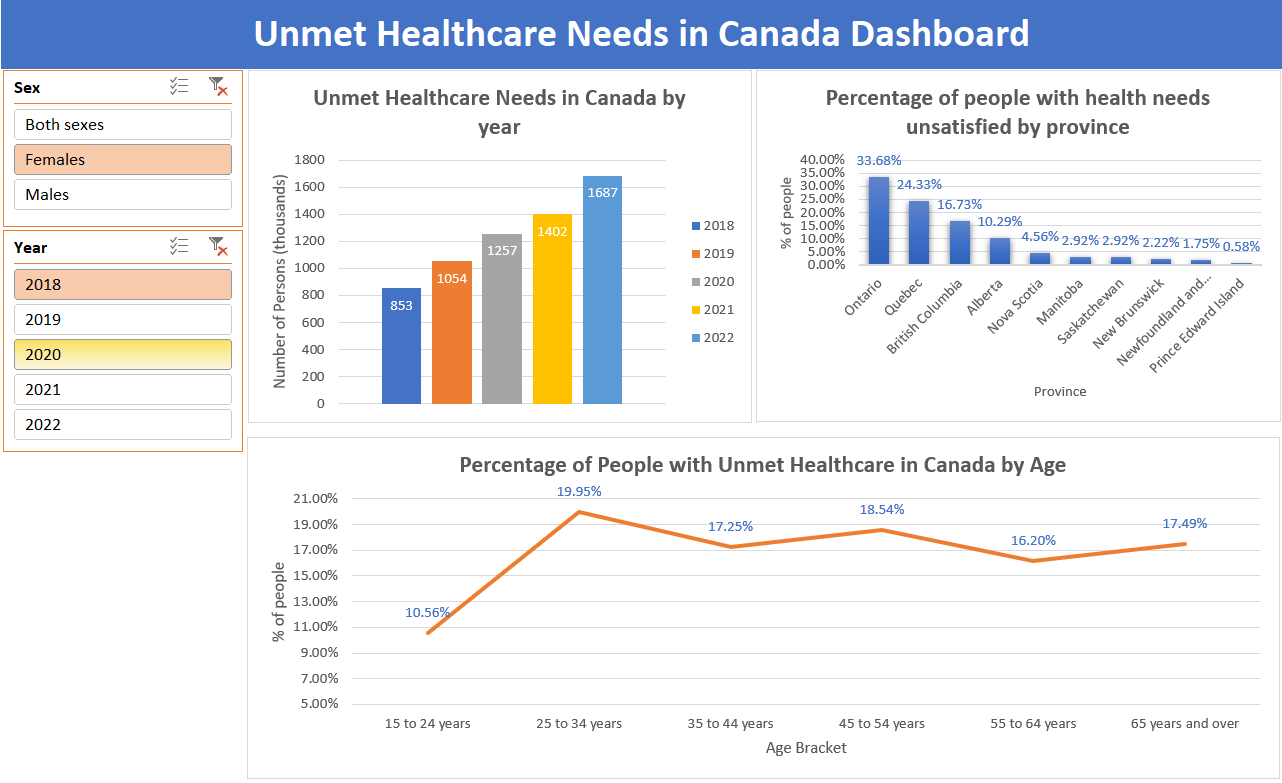 Unmet Healthcare Needs in Canada Dashboard
Sex
Both sexes
Females
Males
Year
2018
2019
2020
2021
2022
Unmet Healthcare Needs in Canada by
year
Number of Persons (thousands)
1800
1600
1400
1200
1000
800
600
400
200
0
853
1054
1257
1402
1687
2018
2019
2020
2021
2022
Percentage of people with health needs
unsatisfied by province
% of people
40.00%
35.00%
30.00%
25.00%
20.00%
15.00%
10.00%
5.00%
0.00%
33.68%
24.33%
16.73%
10.29%
4.56%
2.92%
2.92%
2.22%
1.75%
0.58%
Ontario
Quebec
British Columbia
Alberta
Nova Scotia
Manitoba
Saskatchewan
New Brunswick
Newfoundland and...
Prince Edward Island
Province
Percentage of People with Unmet Healthcare in Canada by Age
% of people
21.00%
19.00%
17.00%
15.00%
13.00%
11.00%
9.00%
7.00%
5.00%
10.56%
19.95%
17.25%
18.54%
16.20%
17.49%
15 to 24 years
25 to 34 years
35 to 44 years
45 to 54 years
55 to 64 years
65 years and over
Age Bracket